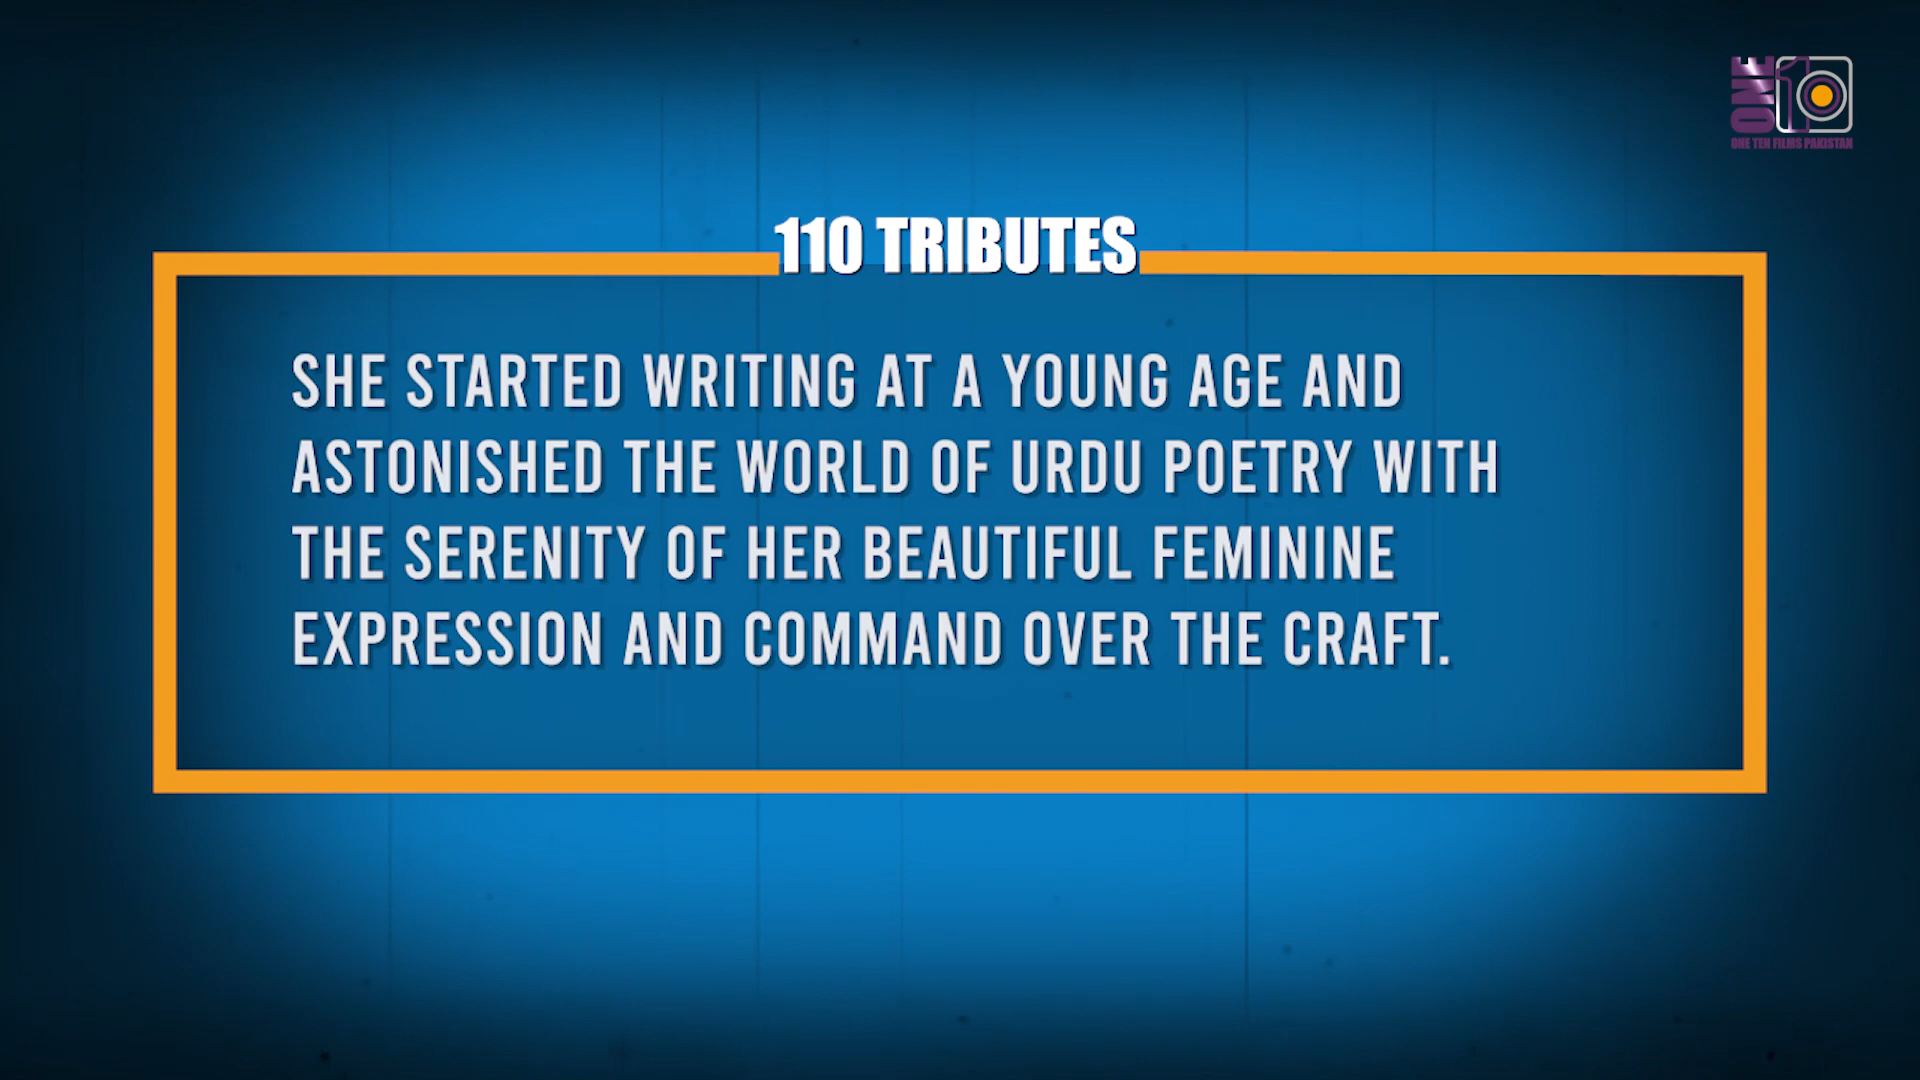 ONE 10
ONE TEN FILMS PAKISTAN
110 TRIBUTES
SHE STARTED WRITING AT A YOUNG AGE AND
ASTONISHED THE WORLD OF URDU POETRY WITH
THE SERENITY OF HER BEAUTIFUL FEMININE
EXPRESSION AND COMMAND OVER THE CRAFT.